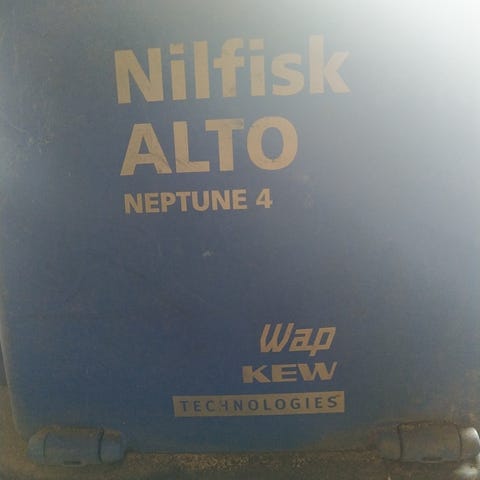 Nilfisk
ALTO
NEPTUNE 4
Wap
KEW
TECHNOLOGIES